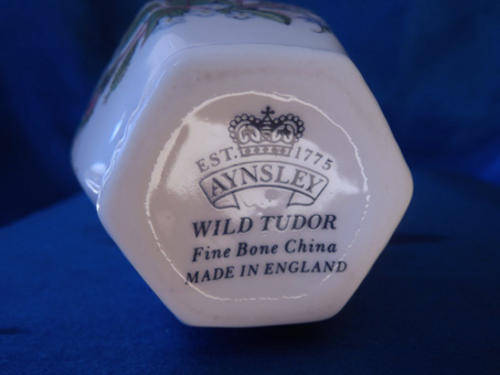 EST. 1775
AYNSLEY
WILD TUDOR
Fine Bone China
MADE IN ENGLAND